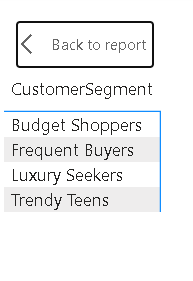 Back to report
CustomerSegment
Budget Shoppers
Frequent Buyers
Luxury Seekers
Trendy Teens